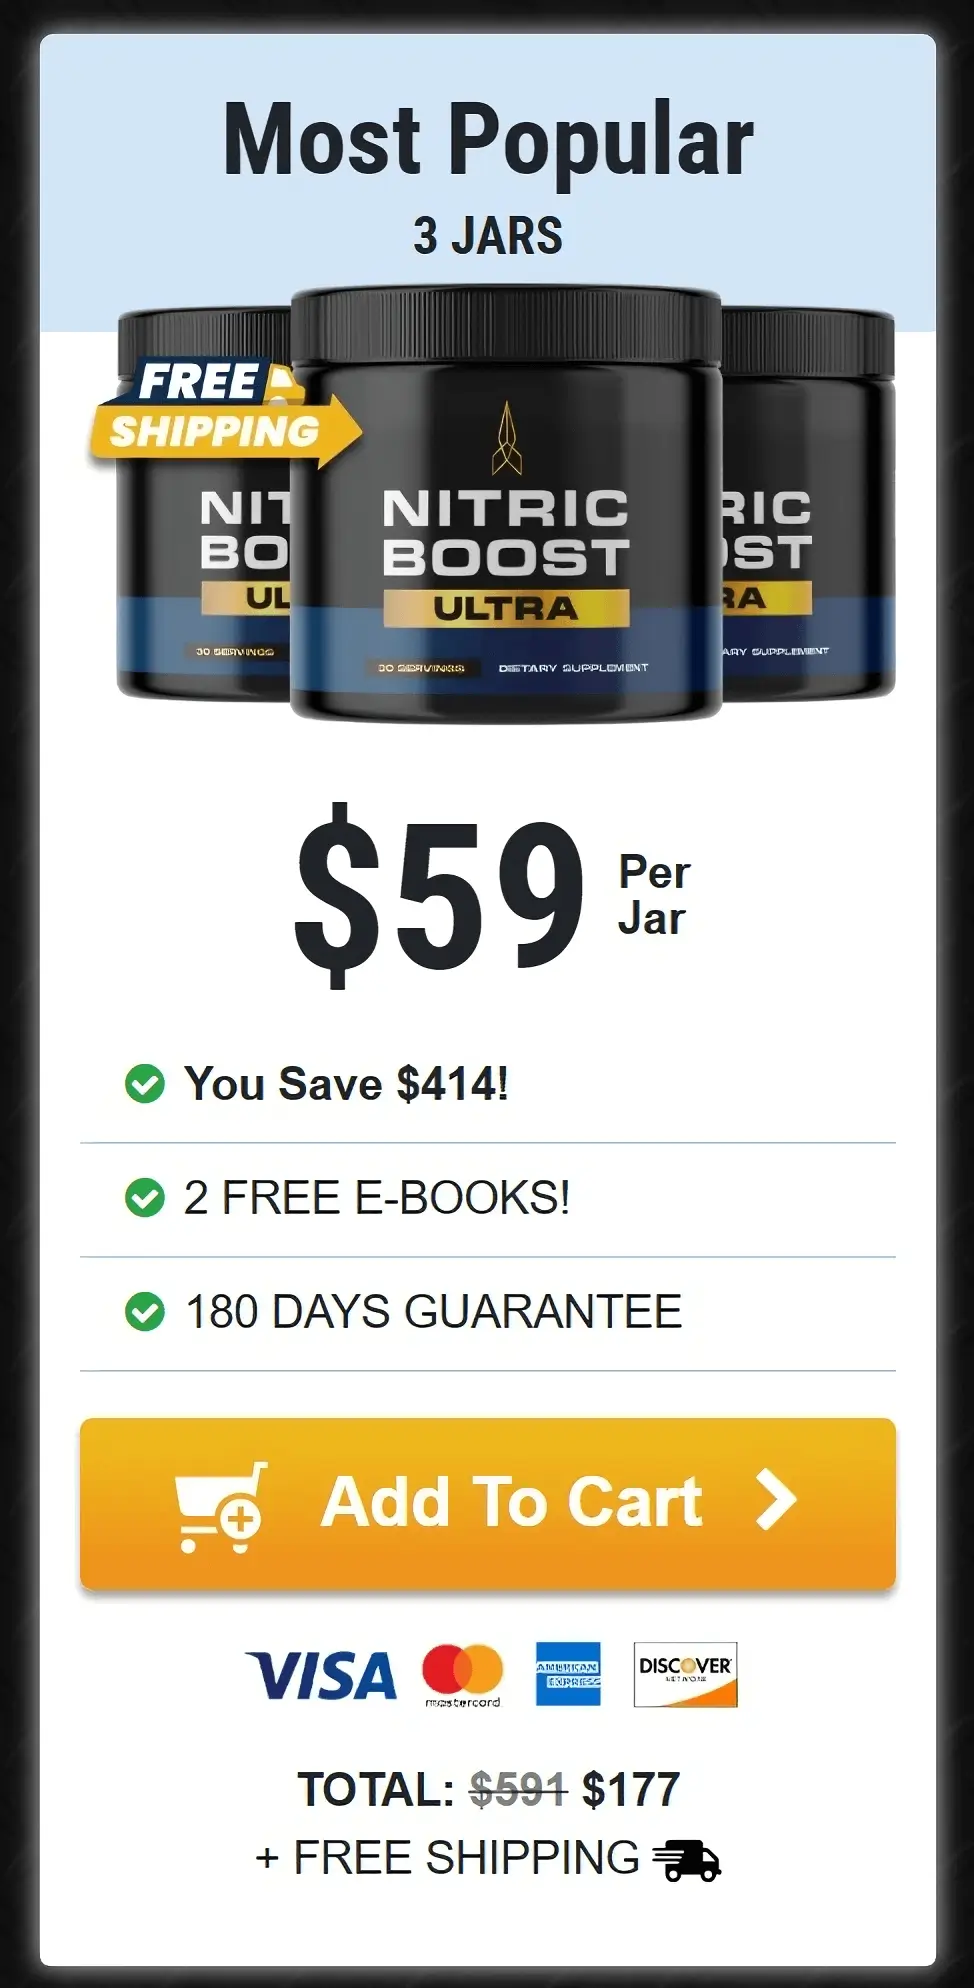 Most Popular
3 JARS
FREE
SHIPPING
NIT
BO
UL
30 SERVINGS
NITRIC
BOOST
ULTRA
30 SERVINGS DIETARY SUPPLEMENT
RIC
OST
RA
ARY SUPPLEMENT
$59 Per
Jar
You Save $414!
2 FREE E-BOOKS!
180 DAYS GUARANTEE
Add To Cart
VISA
mastercard
AMERICAN
EXPRESS
DISCOVER
NETWORK
TOTAL: $591 $177
+ FREE SHIPPING